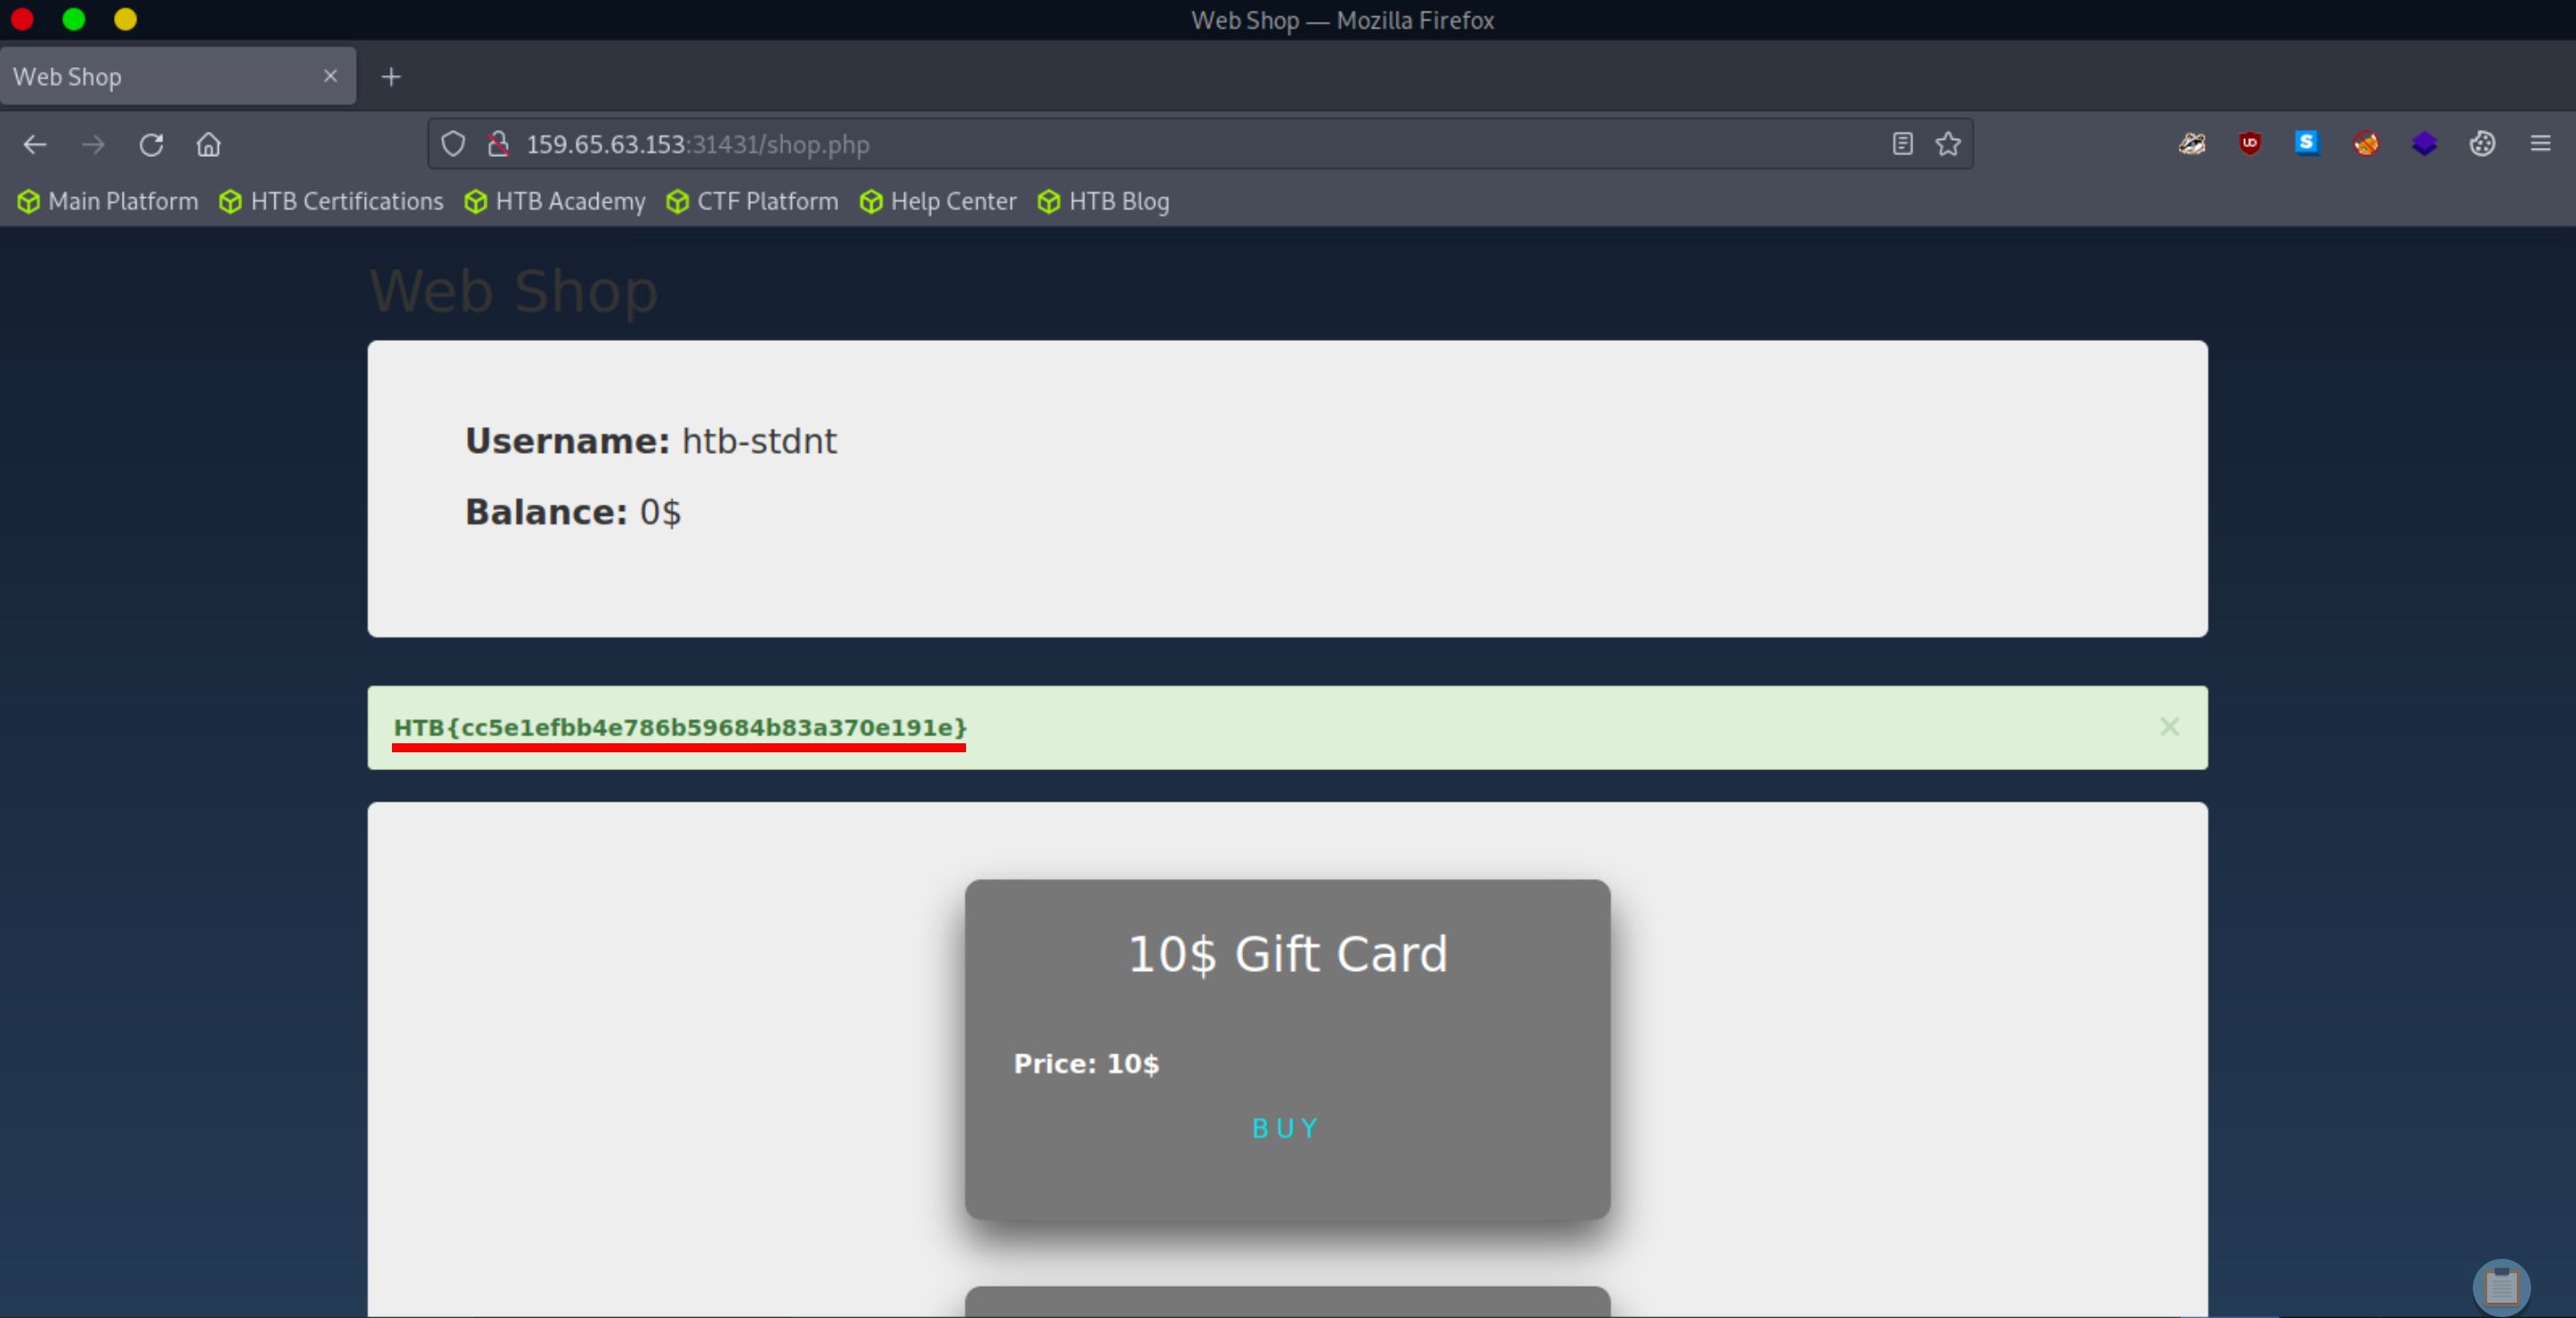 Web Shop — Mozilla Firefox
Web Shop
159.65.63.153:31431/shop.php
Main Platform HTB Certifications HTB Academy CTF Platform Help Center HTB Blog
Web Shop
Username: htb-stdnt
Balance: 0$
HTB{cc5e1efbb4e786b59684b83a370e191e}
10$ Gift Card
Price: 10$
BUY